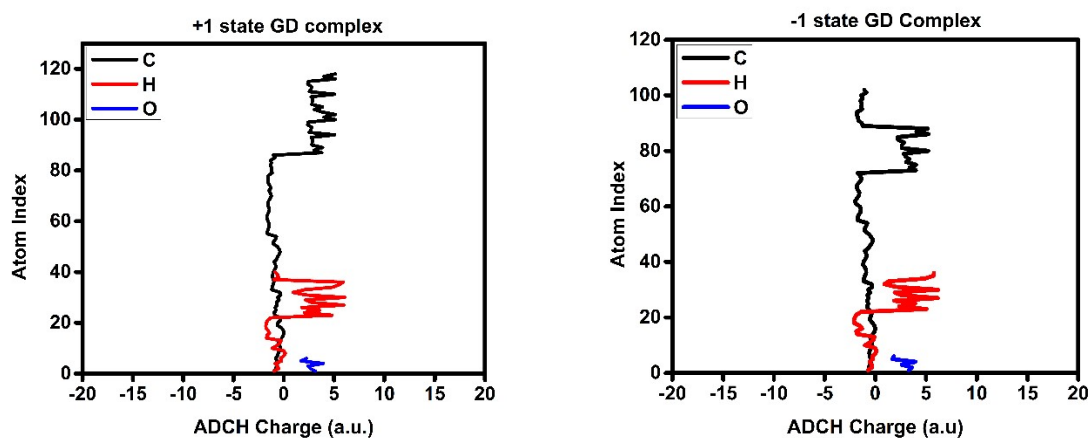 +1 state GD complex
C
H
O
120
100
80
60
40
20
0
-20 -15 -10 -5 0 5 10 15 20
Atom Index
ADCH Charge (a.u.)
-1 state GD Complex
C
H
O
120
100
80
60
40
20
0
-20 -15 -10 -5 0 5 10 15 20
Atom Index
ADCH Charge (a.u)